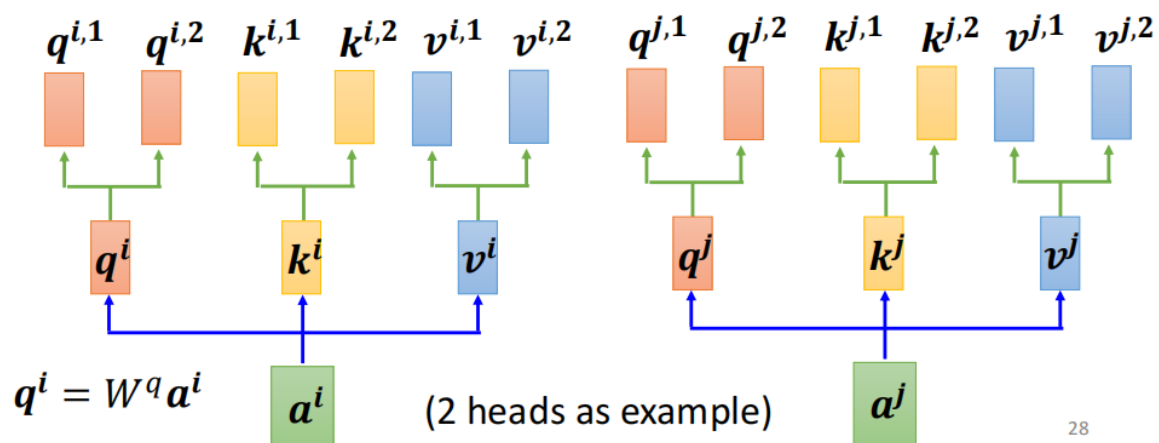 q^{i,1} q^{i,2} k^{i,1} k^{i,2} v^{i,1} v^{i,2} q^{j,1} q^{j,2} k^{j,1} k^{j,2} v^{j,1} v^{j,2}
q^i k^i v^i q^j k^j v^j
q^i = W^q a^i a^i (2 heads as example) a^j
28